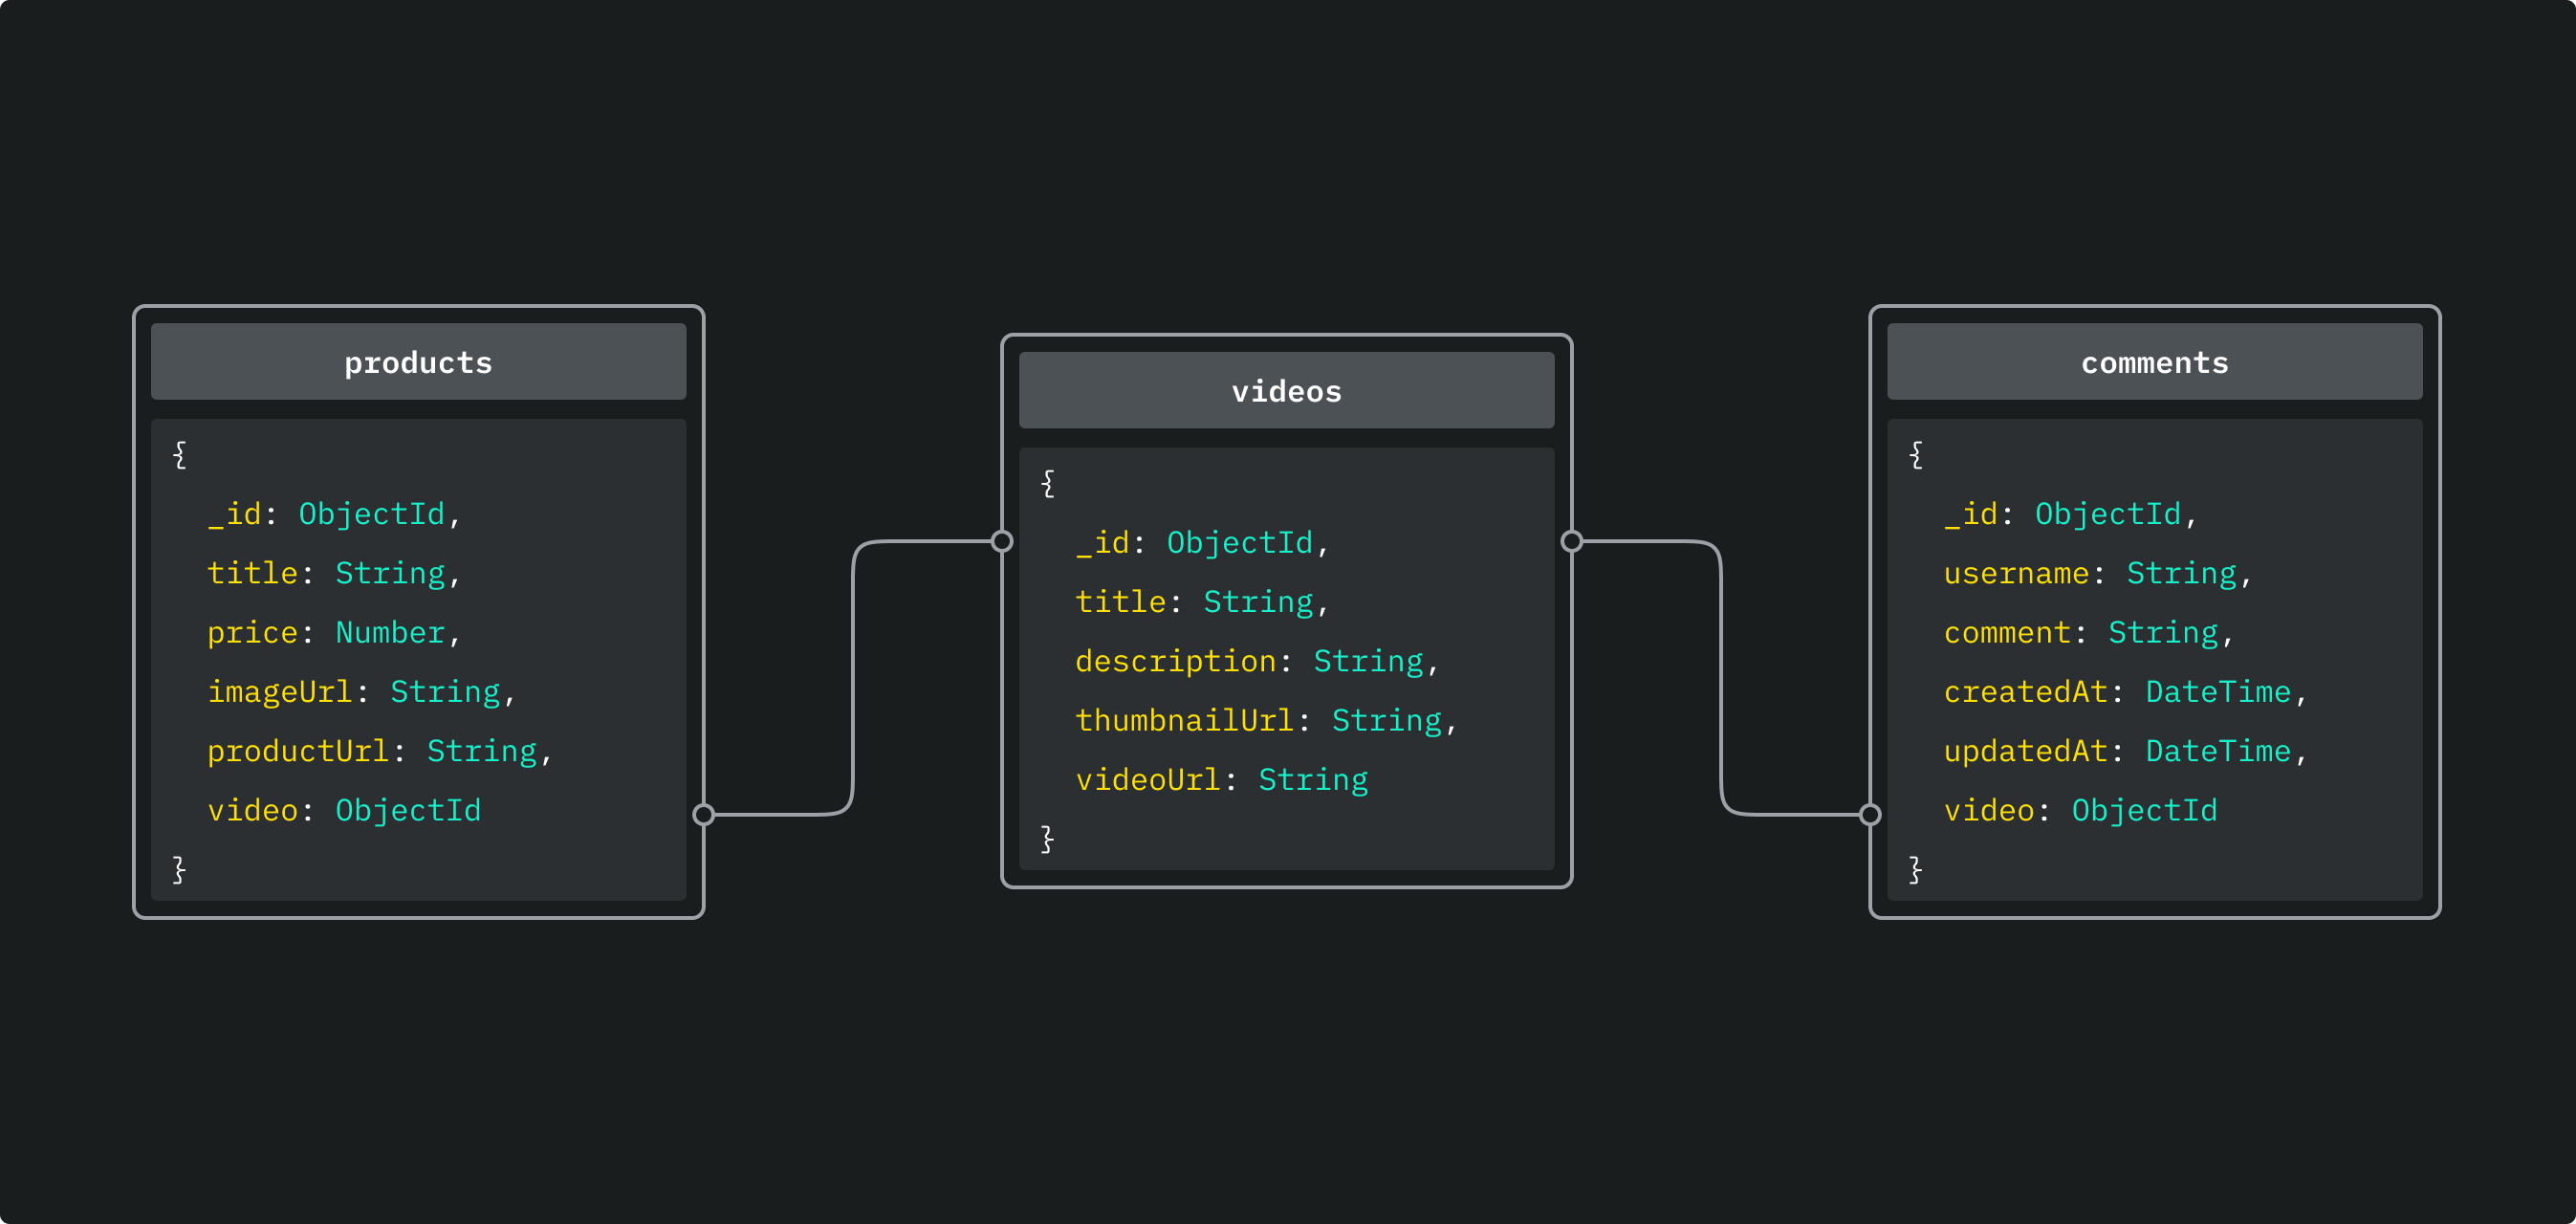 products
{
_id: ObjectId,
title: String,
price: Number,
imageUrl: String,
productUrl: String,
video: ObjectId
}
videos
{
_id: ObjectId,
title: String,
description: String,
thumbnailUrl: String,
videoUrl: String
}
comments
{
_id: ObjectId,
username: String,
comment: String,
createdAt: DateTime,
updatedAt: DateTime,
video: ObjectId
}